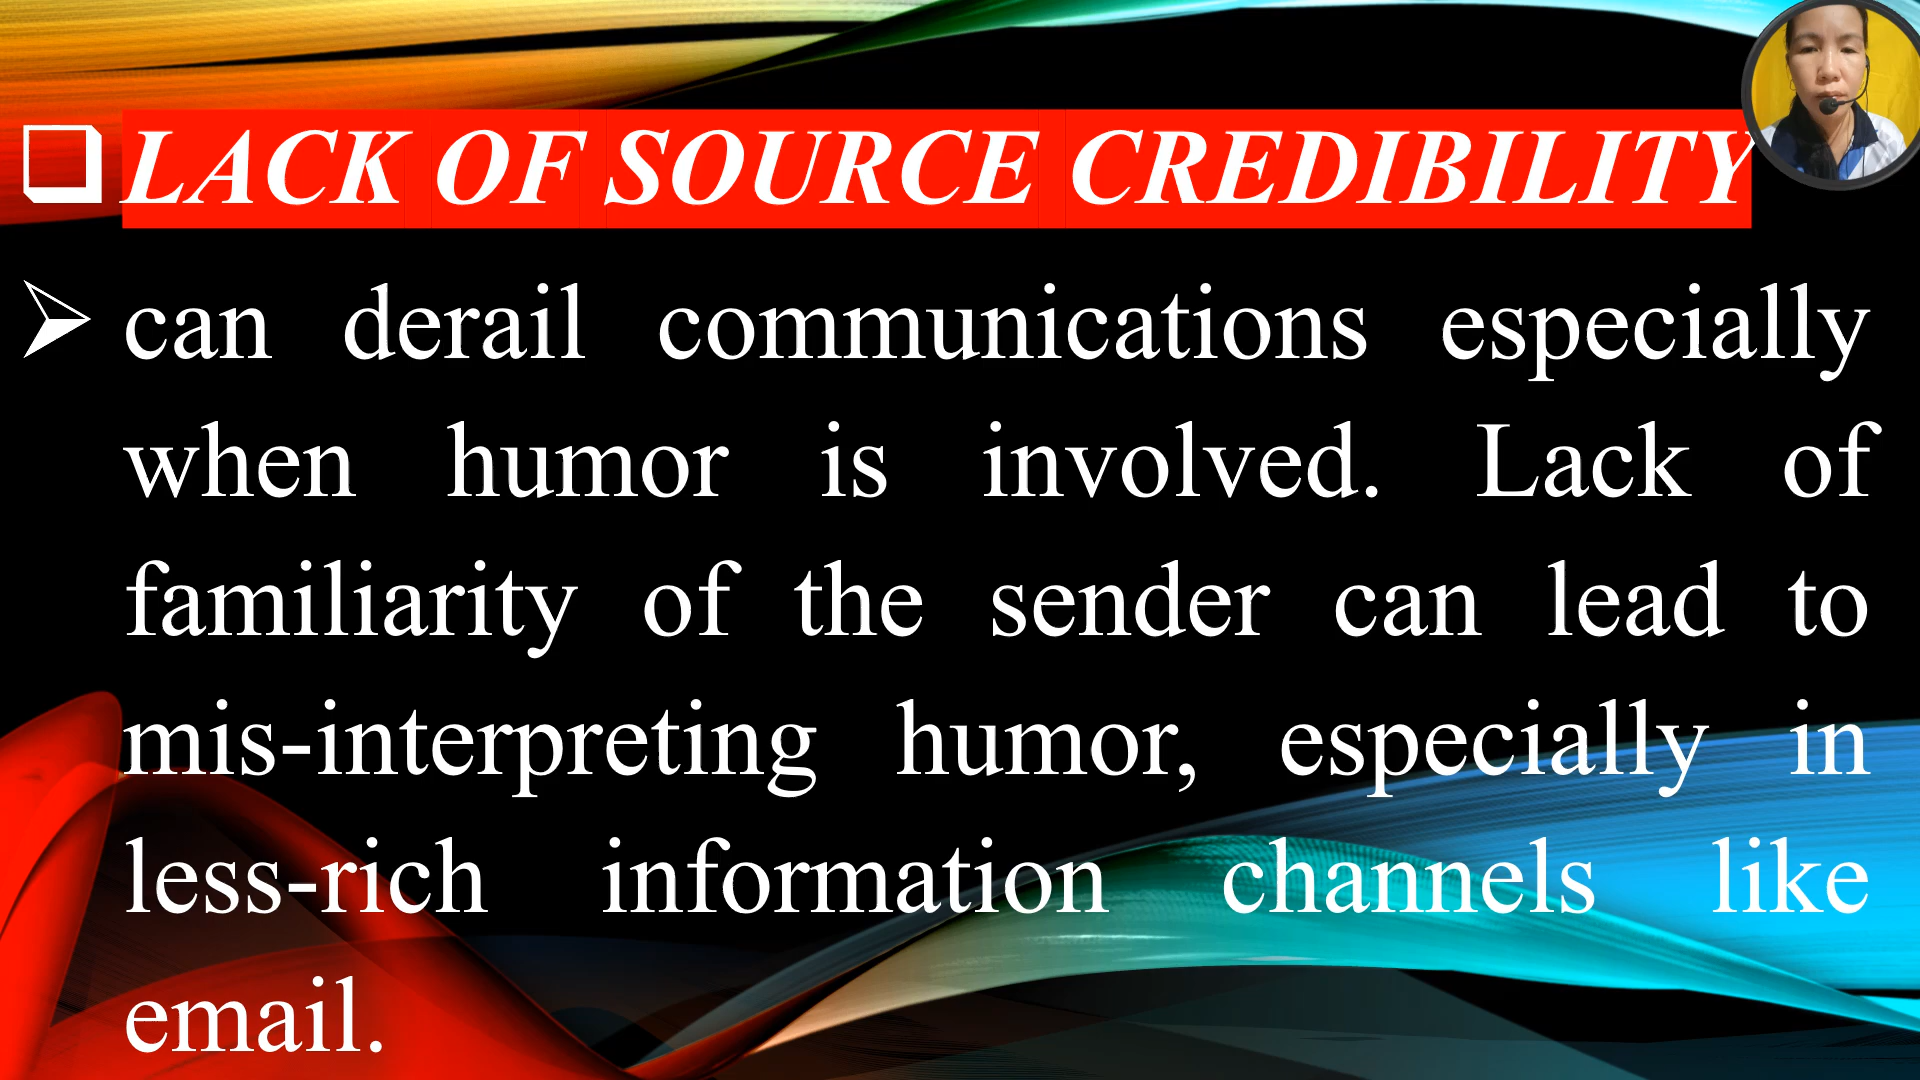 LACK OF SOURCE CREDIBILITY
can derail communications especially
when humor is involved. Lack of
familiarity of the sender can lead to
mis-interpreting humor, especially in
less-rich information channels like
email.